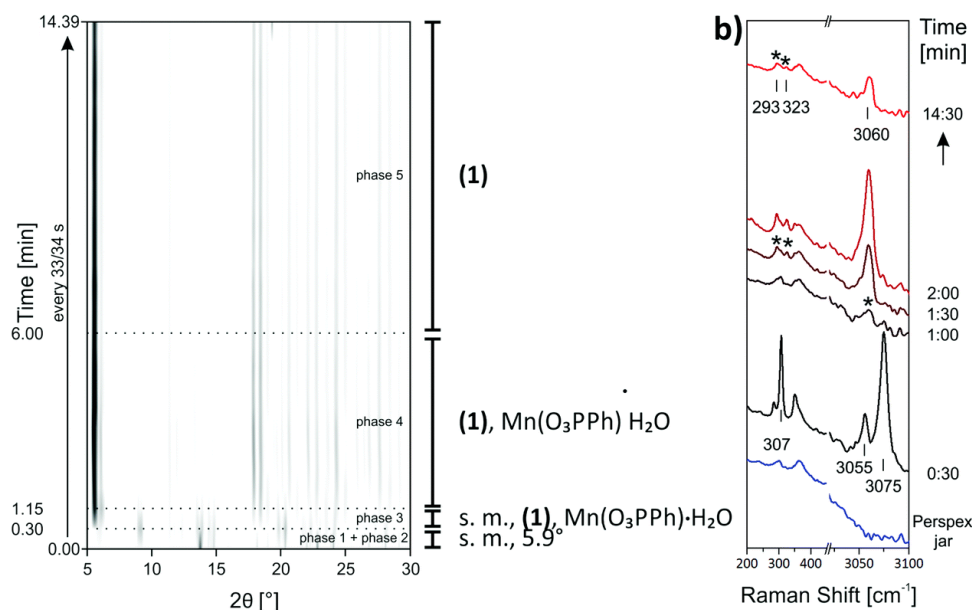 14.39
every 33/34 s
Time [min]
6.00
1.15
0.30
0.00
phase 5
phase 4
phase 3
phase 1 + phase 2
5 10 15 20 25 30
2θ [°]
(1)
(1), Mn(O₃PPh) H₂O
s. m., (1), Mn(O₃PPh)·H₂O
s. m., 5.9°
b)
Time
[min]
* *
293 323
3060
14:30
* *
*
2:00
1:30
1:00
307
3055
3075
0:30
Perspex
jar
200 300 400 3050 3100
Raman Shift [cm⁻¹]